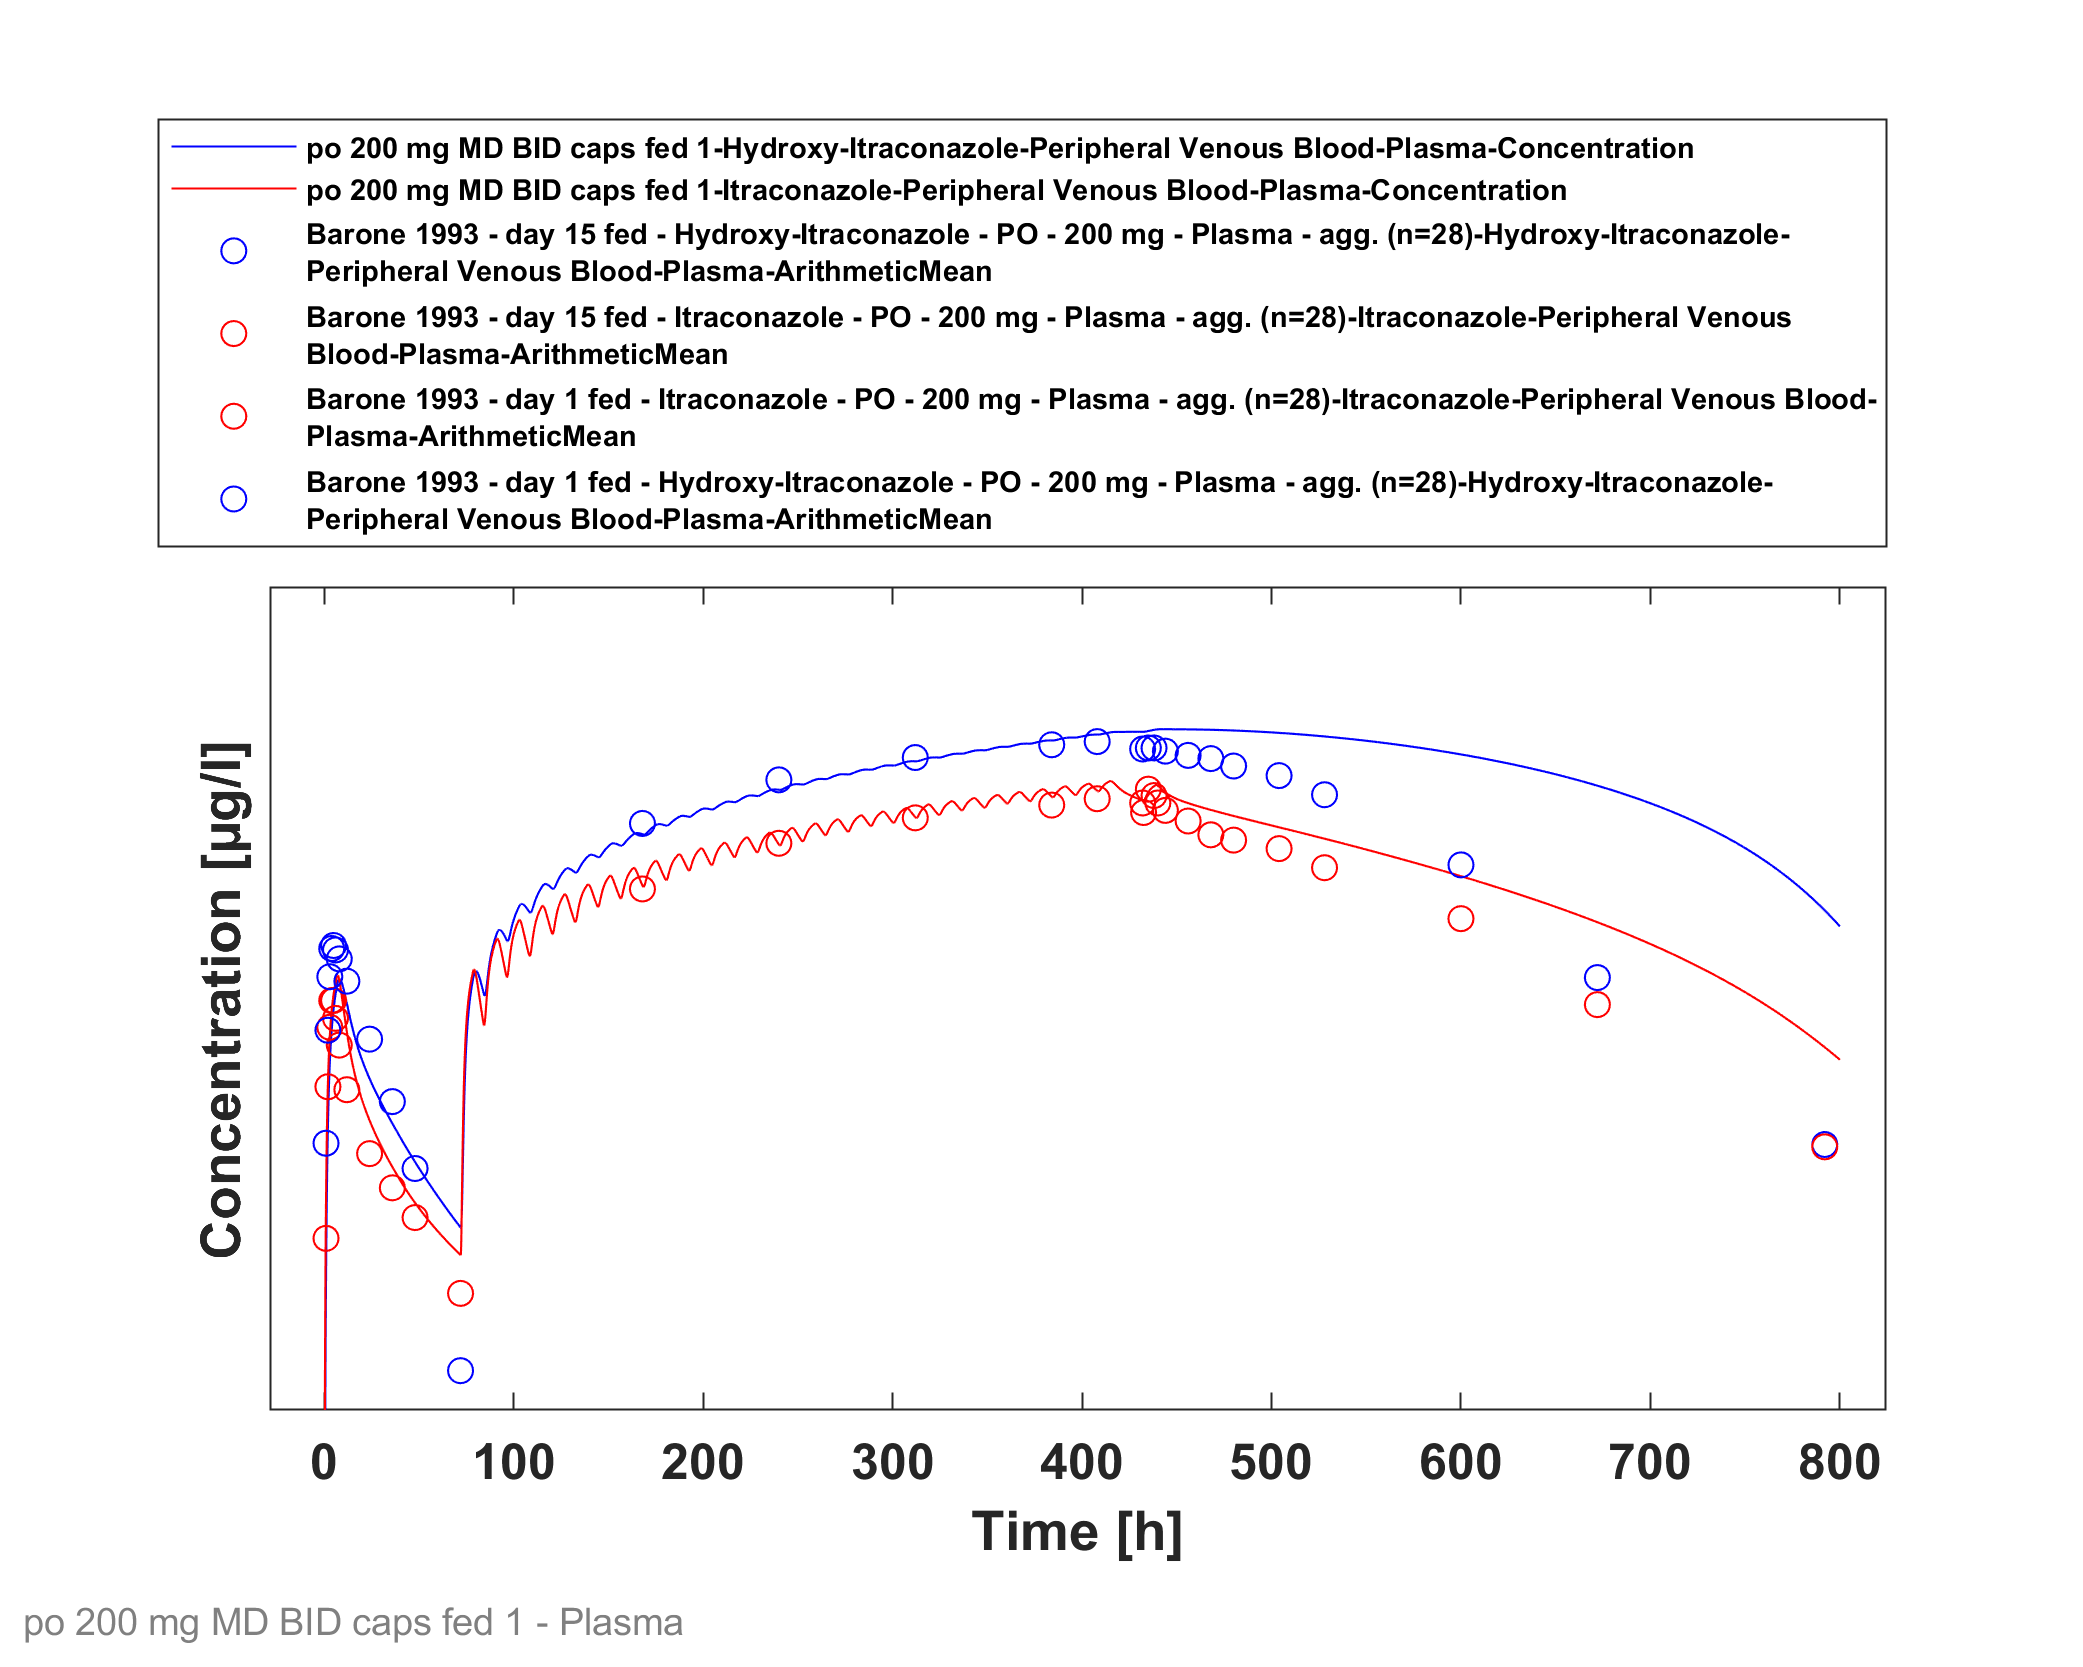 po 200 mg MD BID caps fed 1-Hydroxy-Itraconazole-Peripheral Venous Blood-Plasma-Concentration
po 200 mg MD BID caps fed 1-Itraconazole-Peripheral Venous Blood-Plasma-Concentration
Barone 1993 - day 15 fed - Hydroxy-Itraconazole - PO - 200 mg - Plasma - agg. (n=28)-Hydroxy-Itraconazole-
Peripheral Venous Blood-Plasma-ArithmeticMean
Barone 1993 - day 15 fed - Itraconazole - PO - 200 mg - Plasma - agg. (n=28)-Itraconazole-Peripheral Venous
Blood-Plasma-ArithmeticMean
Barone 1993 - day 1 fed - Itraconazole - PO - 200 mg - Plasma - agg. (n=28)-Itraconazole-Peripheral Venous Blood-
Plasma-ArithmeticMean
Barone 1993 - day 1 fed - Hydroxy-Itraconazole - PO - 200 mg - Plasma - agg. (n=28)-Hydroxy-Itraconazole-
Peripheral Venous Blood-Plasma-ArithmeticMean
Concentration [µg/l]
0 100 200 300 400 500 600 700 800
Time [h]
po 200 mg MD BID caps fed 1 - Plasma